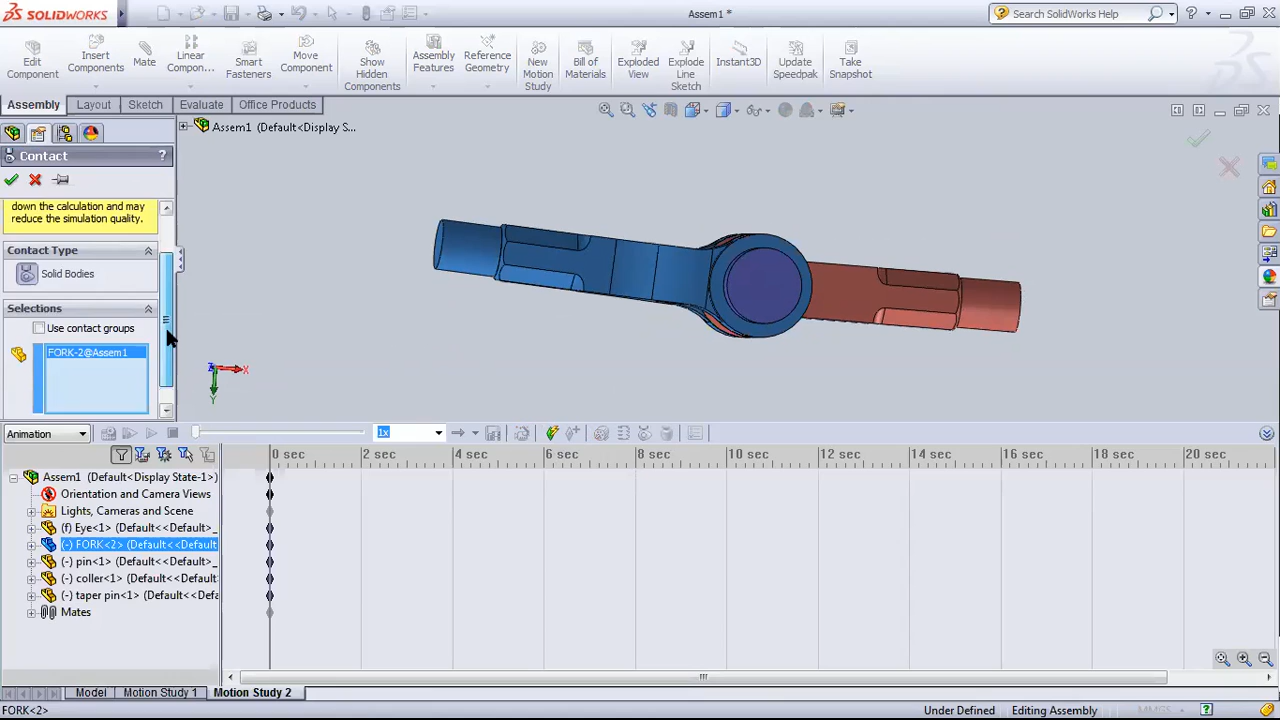 SOLIDWORKS
Assem1 *
Search SolidWorks Help
Edit Component
Insert Components
Mate
Linear Compon...
Smart Fasteners
Move Component
Show Hidden Components
Assembly Features
Reference Geometry
New Motion Study
Bill of Materials
Exploded View
Explode Line Sketch
Instant3D
Update Speedpak
Take Snapshot
Assembly
Layout
Sketch
Evaluate
Office Products
Assem1 (Default<Display S...
Contact
?
down the calculation and may
reduce the simulation quality.
Contact Type
Solid Bodies
Selections
Use contact groups
FORK-2@Assem1
Z
X
Y
Animation
1x
0 sec
2 sec
4 sec
6 sec
8 sec
10 sec
12 sec
14 sec
16 sec
18 sec
20 sec
Assem1 (Default<Display State-1>)
Orientation and Camera Views
Lights, Cameras and Scene
(f) Eye<1> (Default<<Default>_
(-) FORK<2> (Default<<Default
(-) pin<1> (Default<<Default>_
(-) coller<1> (Default<<Default
(-) taper pin<1> (Default<<Defa
Mates
Model
Motion Study 1
Motion Study 2
FORK<2>
Under Defined
Editing Assembly
MMGS